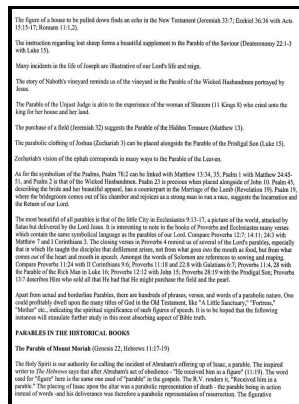 The figure of a house to be pulled down finds an echo in the New Testament (Jeremiah 33:7; Ezekiel 36:36 with Acts
15:15-17; Romans 11:1,2).
The instruction regarding lost sheep forms a beautiful supplement to the Parable of the Saviour (Deuteronomy 22:1-3
with Luke 15).
Many incidents in the life of Joseph are illustrative of our Lord's life and reign.
The story of Naboth's vineyard reminds us of the vineyard in the Parable of the Wicked Husbandmen portrayed by
Jesus.
The Parable of the Unjust Judge is akin to the experience of the woman of Shunem (11 Kings 8) who cried unto the
king for her house and her land.
The purchase of a field (Jeremiah 32) suggests the Parable of the Hidden Treasure (Matthew 13).
The parabolic clothing of Joshua (Zechariah 3) can be placed alongside the Parable of the Prodigal Son (Luke 15).
Zechariah's vision of the ephah corresponds in many ways to the Parable of the Leaven.
As for the symbolism of the Psalms, Psalm 78:2 can be linked with Matthew 13:34, 35; Psalm 1 with Matthew 24:45-
51, and Psalm 2 is that of the Wicked Husbandmen. Psalm 23 is precious when placed alongside of John 10. Psalm 45,
describing the bride and her beautiful apparel, has a counterpart in the Marriage of the Lamb (Revelation 19). Psalm 19,
where the bridegroom comes out of his chamber and rejoices as a strong man to run a race, suggests the Incarnation and
the Return of our Lord.
The most beautiful of all parables is that of the little City in Ecclesiastes 9:13-17, a picture of the world, attacked by
Satan but delivered by the Lord Jesus. It is interesting to note in the books of Proverbs and Ecclesiastes many verses
which contain the same symbolical language as the parables of our Lord. Compare Proverbs 12:7; 14:11; 24:3 with
Matthew 7 and I Corinthians 3. The closing verses in Proverbs 4 remind us of several of the Lord's parables, especially
that in which He taught the disciples that defilement arises, not from what goes into the mouth as food, but from what
comes out of the heart and mouth in speech. Amongst the words of Solomon are references to sowing and reaping.
Compare Proverbs 11:24 with II Corinthians 9:6; Proverbs 11:18 and 22:8 with Galatians 6:7; Proverbs 11:4, 28 with
the Parable of the Rich Man in Luke 16; Proverbs 12:12 with John 15; Proverbs 28:19 with the Prodigal Son; Proverbs
13:7 describes Him who sold all that He had that He might purchase the field and the pearl.
Apart from actual and borderline Parables, there are hundreds of phrases, verses, and words of a parabolic nature. One
could profitably dwell upon the many titles of God in the Old Testament, like "A Little Sanctuary," "Fortress,"
"Mother" etc., indicating the spiritual significance of such figures of speech. It is to be hoped that the following
instances will stimulate further study in this most absorbing aspect of Bible truth.
PARABLES IN THE HISTORICAL BOOKS
The Parable of Mount Moriah (Genesis 22; Hebrews 11:17-19)
The Holy Spirit is our authority for calling the incident of Abraham's offering up of Isaac, a parable. The inspired
writer to The Hebrews says that after Abraham's act of obedience - "He received him in a figure" (11:19). The word
used for "figure" here is the same one used of "parable" in the gospels. The R.V. renders it, "Received him in a
parable." The placing of Isaac upon the altar was a parabolic representation of death - the parable being in action
instead of words -and his deliverance was therefore a parabolic representation of resurrection. The figurative